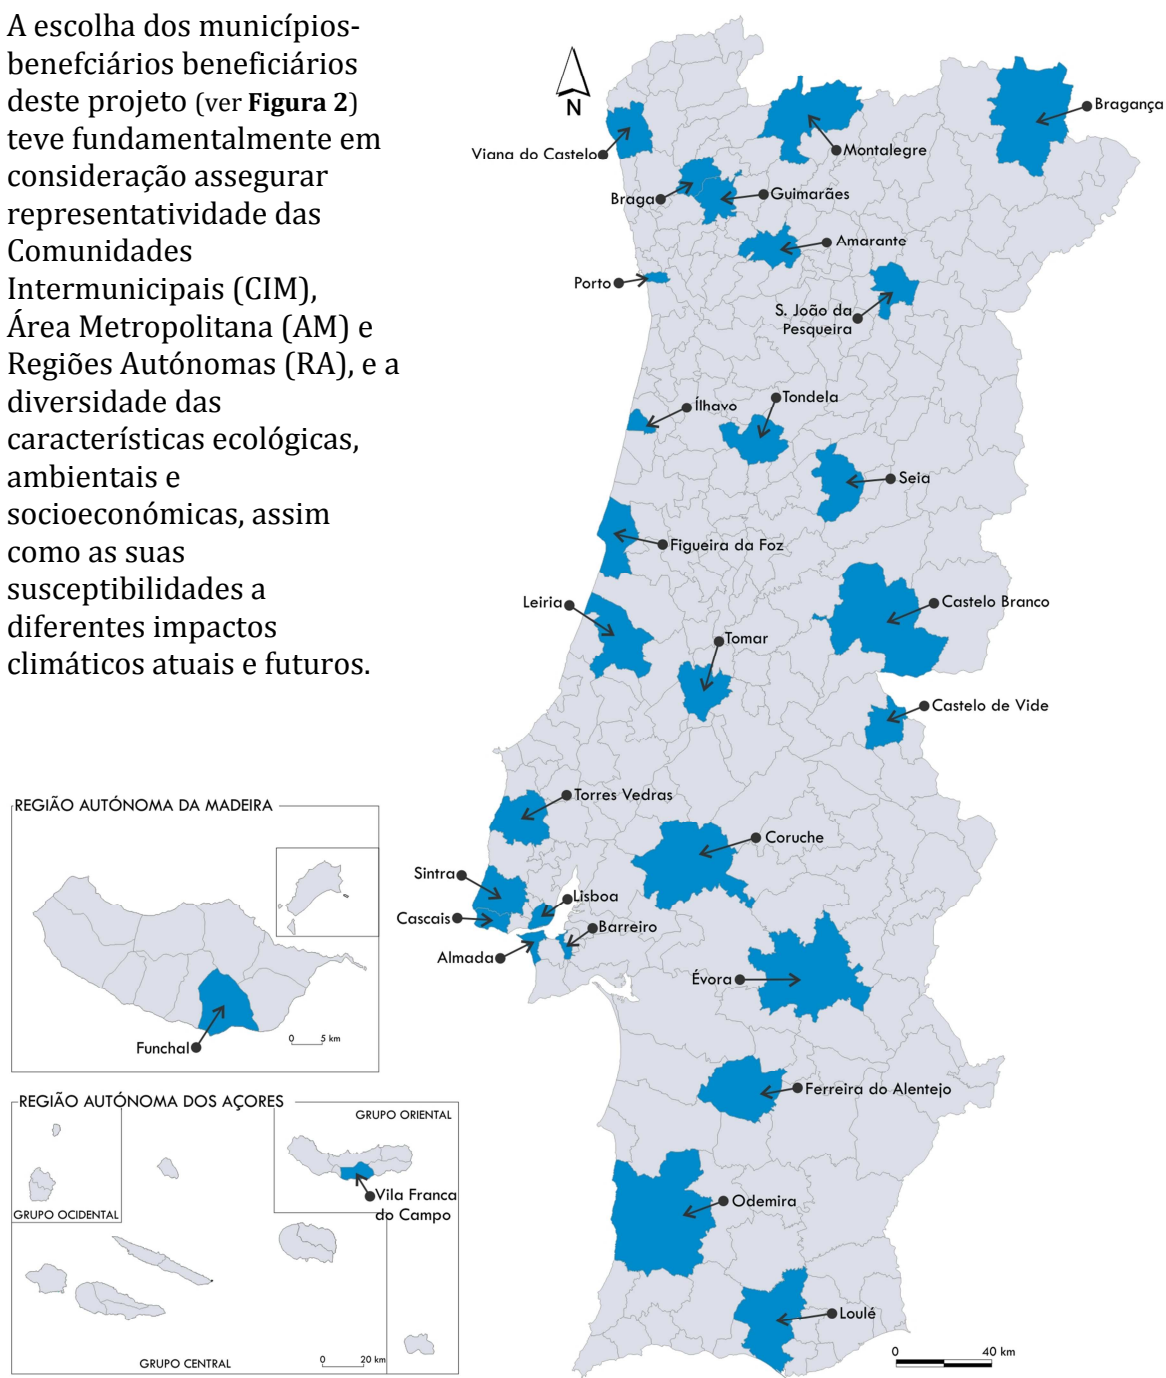 A escolha dos municípios-
benefciários beneficiários
deste projeto (ver Figura 2)
teve fundamentalmente em
consideração assegurar
representatividade das
Comunidades
Intermunicipais (CIM),
Área Metropolitana (AM) e
Regiões Autónomas (RA), e a
diversidade das
características ecológicas,
ambientais e
socioeconómicas, assim
como as suas
susceptibilidades a
diferentes impactos
climáticos atuais e futuros.
N
Bragança
Montalegre
Viana do Castelo
Braga
Guimarães
Amarante
Porto
S. João da
Pesqueira
Ílhavo
Tondela
Seia
Figueira da Foz
Leiria
Castelo Branco
Tomar
Castelo de Vide
Torres Vedras
Coruche
Sintra
Lisboa
Cascais
Barreiro
Almada
Évora
Ferreira do Alentejo
Odemira
Loulé
0 40 km
REGIÃO AUTÓNOMA DA MADEIRA
Funchal
0 5 km
REGIÃO AUTÓNOMA DOS AÇORES
GRUPO ORIENTAL
Vila Franca
do Campo
GRUPO OCIDENTAL
GRUPO CENTRAL
0 20 km